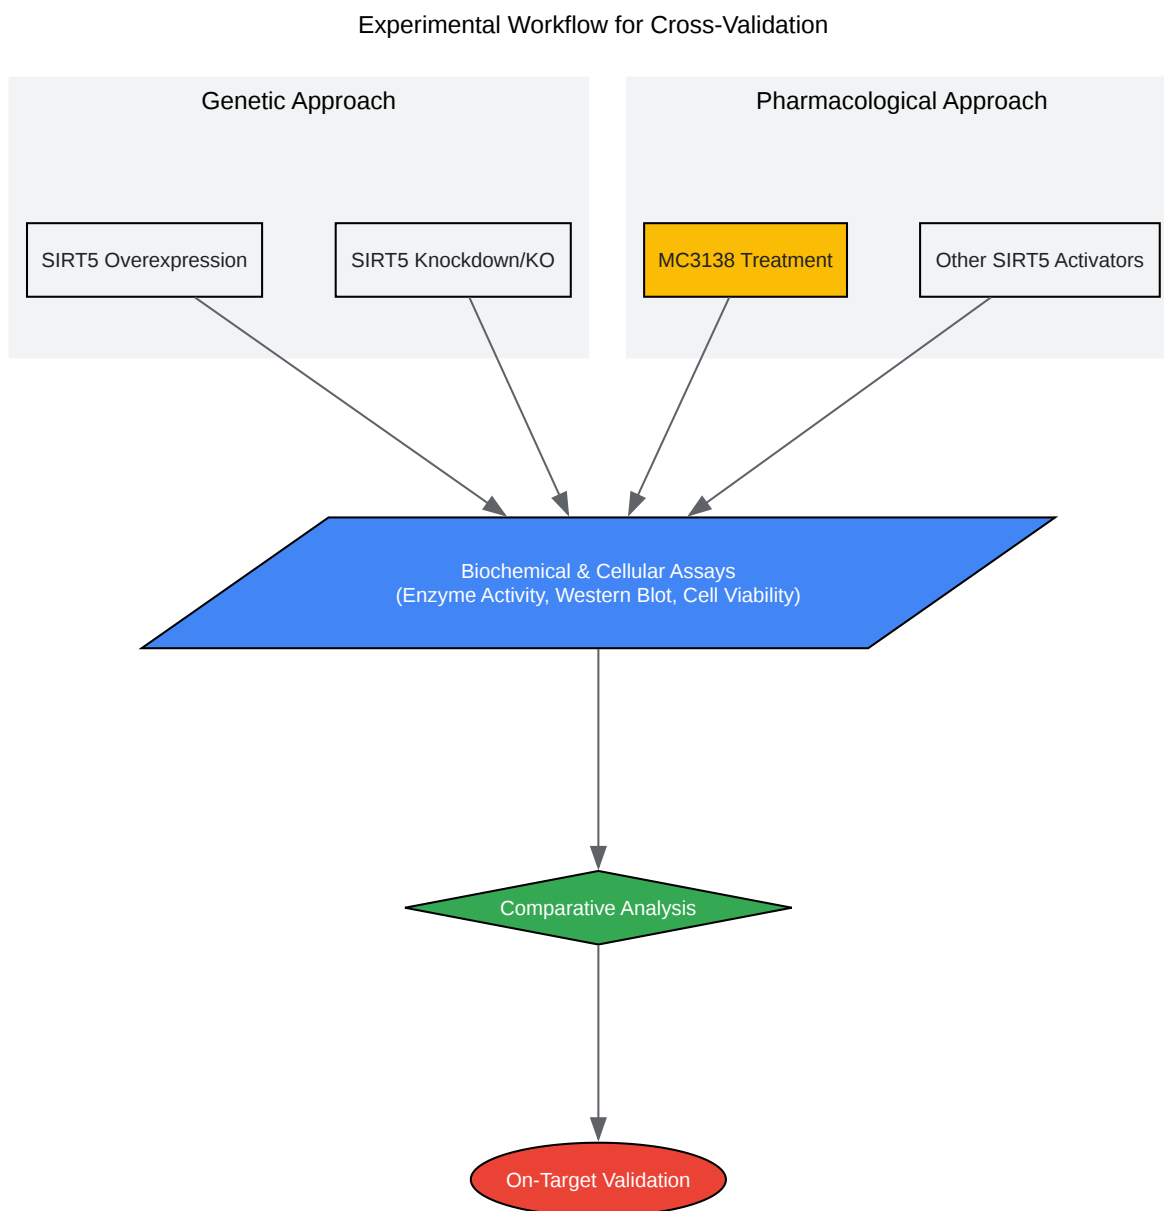 Experimental Workflow for Cross-Validation
Genetic Approach
Pharmacological Approach
SIRT5 Overexpression
SIRT5 Knockdown/KO
MC3138 Treatment
Other SIRT5 Activators
Biochemical & Cellular Assays
(Enzyme Activity, Western Blot, Cell Viability)
Comparative Analysis
On-Target Validation